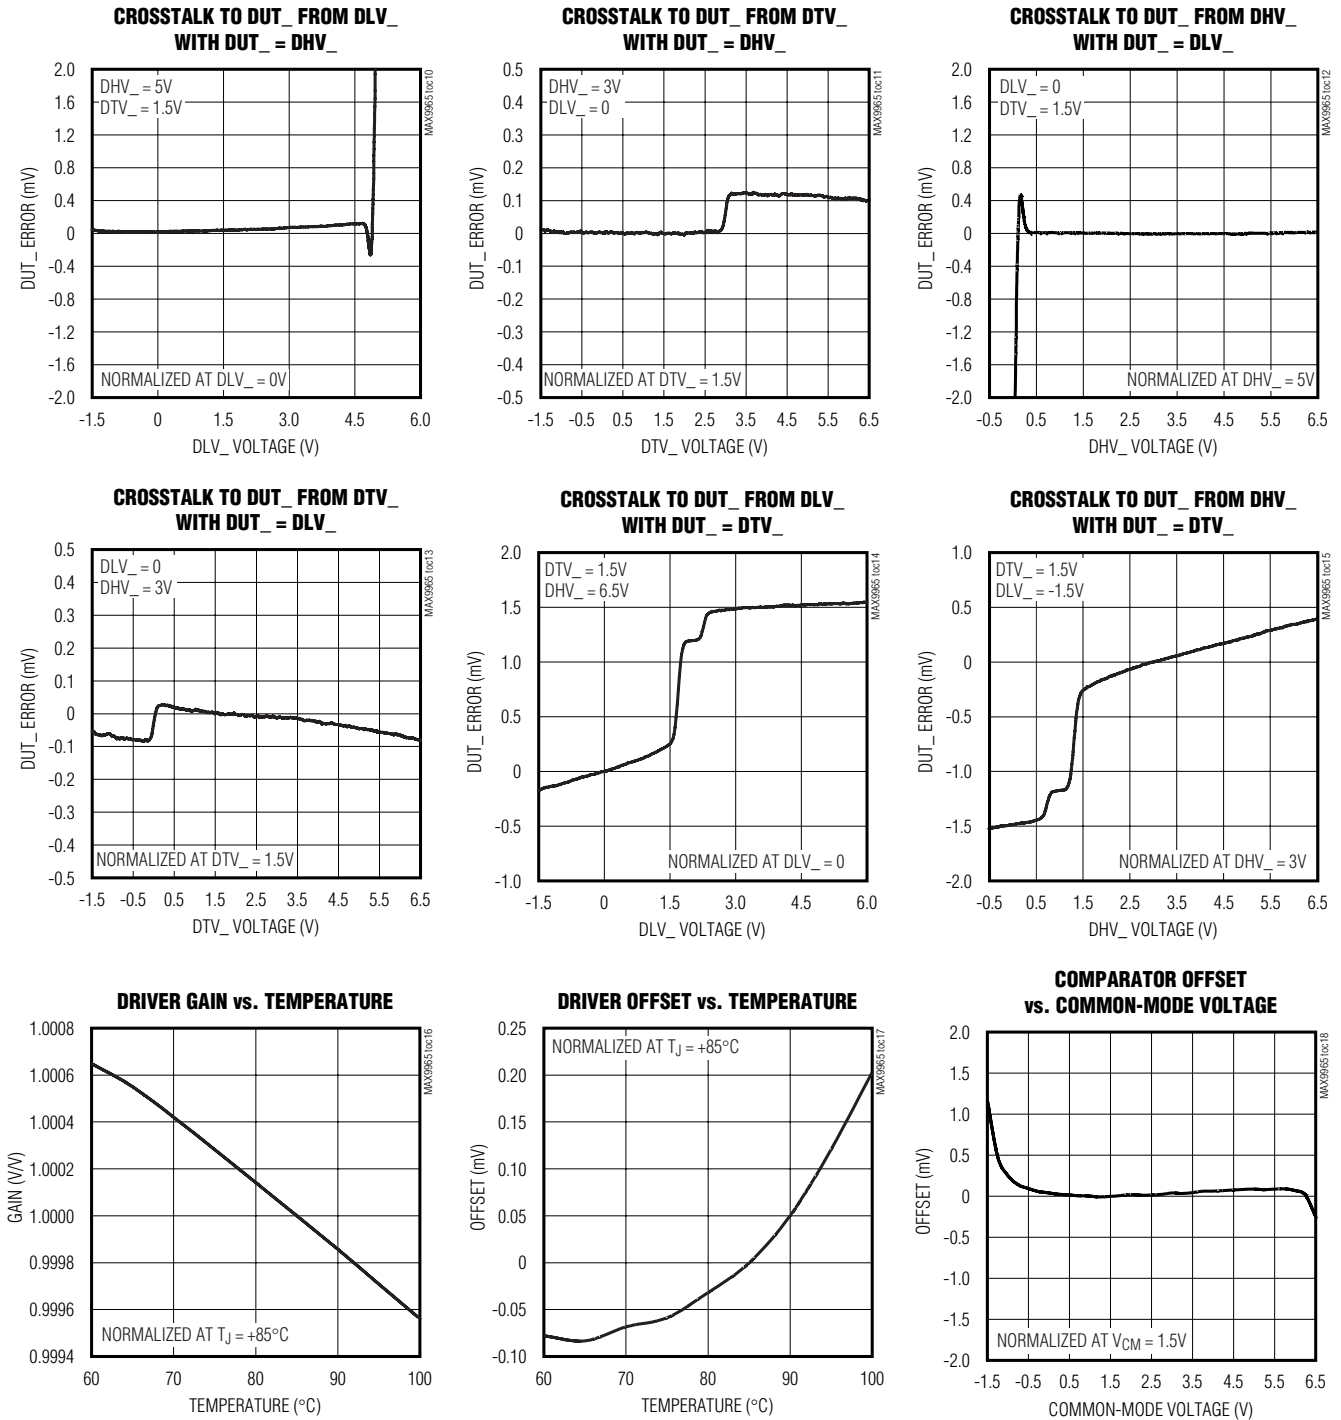 CROSSTALK TO DUT_ FROM DLV_
WITH DUT_ = DHV_
DHV_ = 5V
DTV_ = 1.5V
NORMALIZED AT DLV_ = 0V
DUT_ ERROR (mV)
2.0
1.6
1.2
0.8
0.4
0
-0.4
-0.8
-1.2
-1.6
-2.0
-1.5 0 1.5 3.0 4.5 6.0
DLV_ VOLTAGE (V)
MAX9965 toc10
CROSSTALK TO DUT_ FROM DTV_
WITH DUT_ = DHV_
DHV_ = 3V
DLV_ = 0
NORMALIZED AT DTV_ = 1.5V
DUT_ ERROR (mV)
0.5
0.4
0.3
0.2
0.1
0
-0.1
-0.2
-0.3
-0.4
-0.5
-1.5 -0.5 0.5 1.5 2.5 3.5 4.5 5.5 6.5
DTV_ VOLTAGE (V)
MAX9965 toc11
CROSSTALK TO DUT_ FROM DHV_
WITH DUT_ = DLV_
DLV_ = 0
DTV_ = 1.5V
NORMALIZED AT DHV_ = 5V
DUT_ ERROR (mV)
2.0
1.6
1.2
0.8
0.4
0
-0.4
-0.8
-1.2
-1.6
-2.0
-0.5 0.5 1.5 2.5 3.5 4.5 5.5 6.5
DHV_ VOLTAGE (V)
MAX9965 toc12
CROSSTALK TO DUT_ FROM DTV_
WITH DUT_ = DLV_
DLV_ = 0
DHV_ = 3V
NORMALIZED AT DTV_ = 1.5V
DUT_ ERROR (mV)
0.5
0.4
0.3
0.2
0.1
0
-0.1
-0.2
-0.3
-0.4
-0.5
-1.5 -0.5 0.5 1.5 2.5 3.5 4.5 5.5 6.5
DTV_ VOLTAGE (V)
MAX9965 toc13
CROSSTALK TO DUT_ FROM DLV_
WITH DUT_ = DTV_
DTV_ = 1.5V
DHV_ = 6.5V
NORMALIZED AT DLV_ = 0
DUT_ ERROR (mV)
2.0
1.5
1.0
0.5
0
-0.5
-1.0
-1.5 0 1.5 3.0 4.5 6.0
DLV_ VOLTAGE (V)
MAX9965 toc14
CROSSTALK TO DUT_ FROM DHV_
WITH DUT_ = DTV_
DTV_ = 1.5V
DLV_ = -1.5V
NORMALIZED AT DHV_ = 3V
DUT_ ERROR (mV)
1.0
0.5
0
-0.5
-1.0
-1.5
-2.0
-0.5 0.5 1.5 2.5 3.5 4.5 5.5 6.5
DHV_ VOLTAGE (V)
MAX9965 toc15
DRIVER GAIN vs. TEMPERATURE
NORMALIZED AT TJ = +85°C
GAIN (V/V)
1.0008
1.0006
1.0004
1.0002
1.0000
0.9998
0.9996
0.9994
60 70 80 90 100
TEMPERATURE (°C)
MAX9965 toc16
DRIVER OFFSET vs. TEMPERATURE
NORMALIZED AT TJ = +85°C
OFFSET (mV)
0.25
0.20
0.15
0.10
0.05
0
-0.05
-0.10
60 70 80 90 100
TEMPERATURE (°C)
MAX9965 toc17
COMPARATOR OFFSET
vs. COMMON-MODE VOLTAGE
NORMALIZED AT VCM = 1.5V
OFFSET (mV)
2.0
1.5
1.0
0.5
0
-0.5
-1.0
-1.5
-2.0
-1.5 -0.5 0.5 1.5 2.5 3.5 4.5 5.5 6.5
COMMON-MODE VOLTAGE (V)
MAX9965 toc18